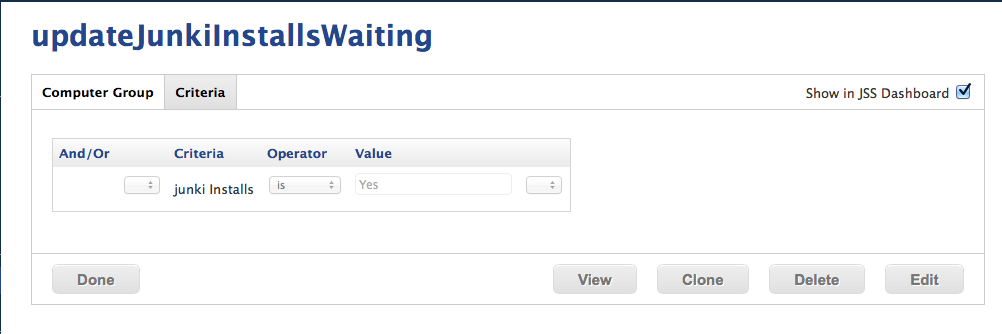 updateJunkiInstallsWaiting
Computer Group Criteria Show in JSS Dashboard
And/Or Criteria Operator Value
junki Installs is Yes
Done View Clone Delete Edit